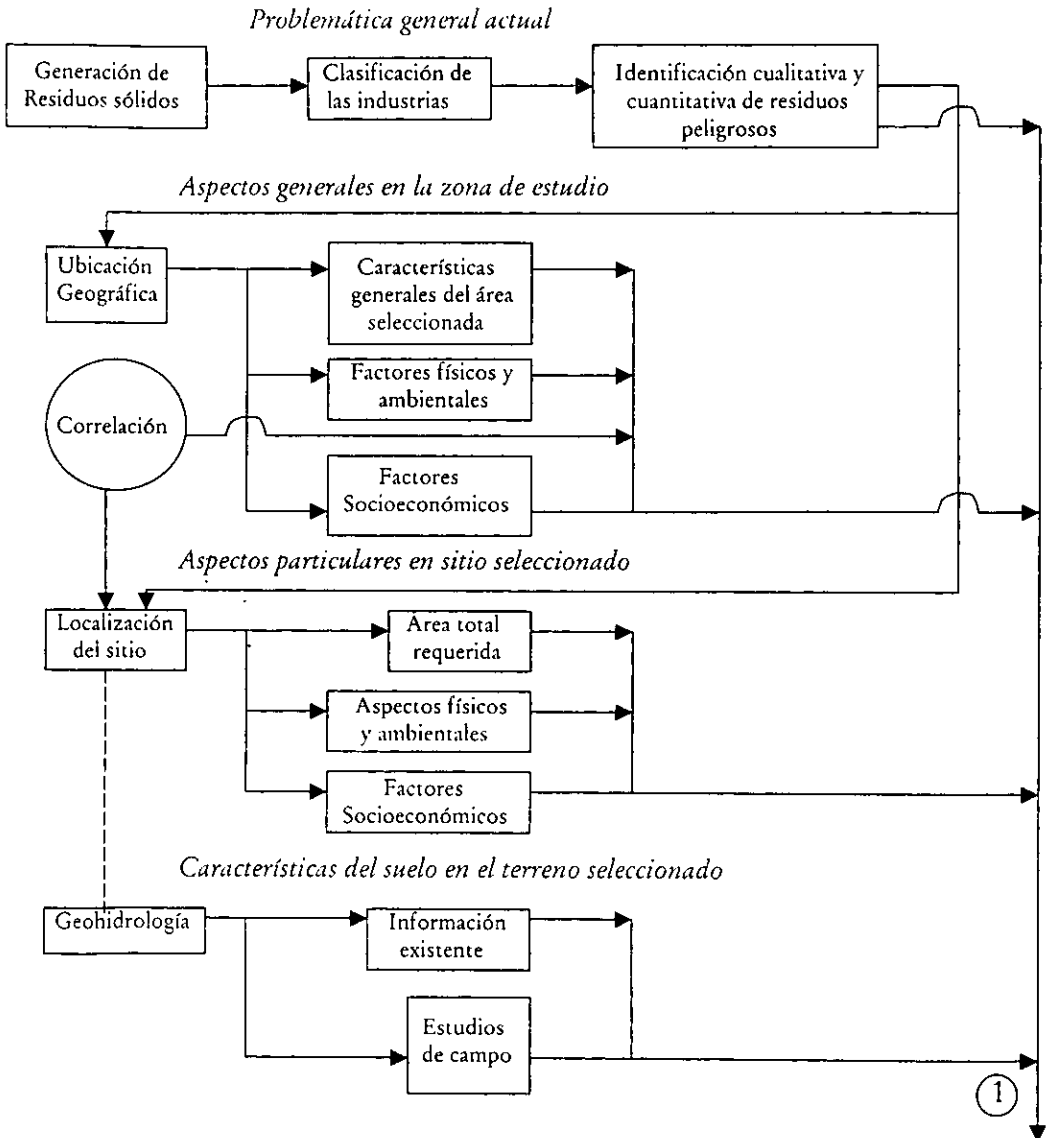 Problemática general actual
Generación de
Residuos sólidos
Clasificación de
las industrias
Identificación cualitativa y
cuantitativa de residuos
peligrosos
Aspectos generales en la zona de estudio
Ubicación
Geográfica
Características
generales del área
seleccionada
Factores físicos y
ambientales
Correlación
Factores
Socioeconómicos
Aspectos particulares en sitio seleccionado
Localización
del sitio
Area total
requerida
Aspectos físicos
y ambientales
Factores
Socioeconómicos
Características del suelo en el terreno seleccionado
Geohidrología
Información
existente
Estudios
de campo
1